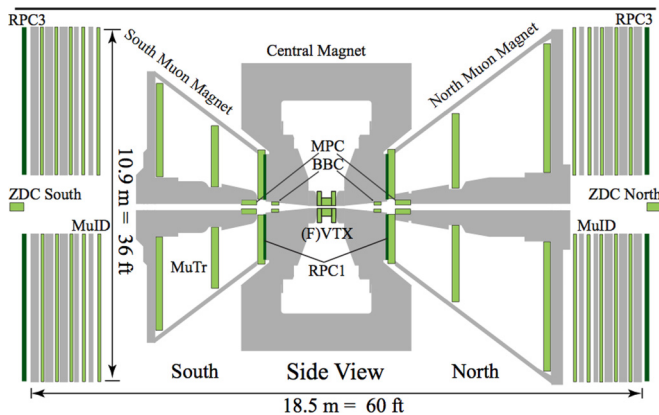 RPC3
RPC3
South Muon Magnet
Central Magnet
North Muon Magnet
MPC
BBC
ZDC South
ZDC North
10.9 m = 36 ft
MuID
MuID
(F)VTX
MuTr
RPC1
South
Side View
North
18.5 m = 60 ft